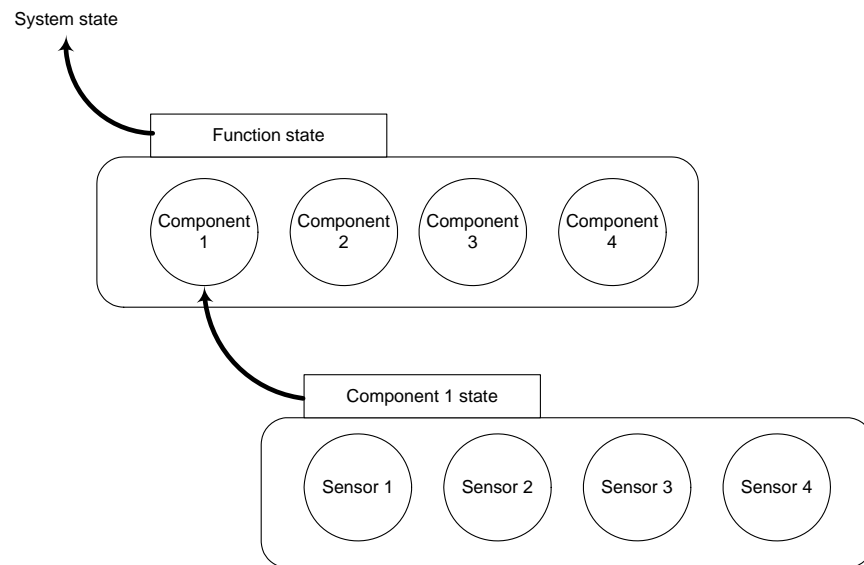 System state
Function state
Component
1
Component
2
Component
3
Component
4
Component 1 state
Sensor 1
Sensor 2
Sensor 3
Sensor 4